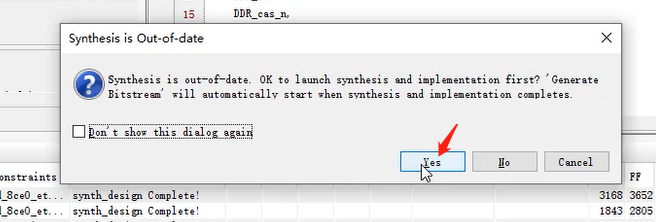 15 DDR_cas_n,
Synthesis is Out-of-date
Synthesis is out-of-date. OK to launch synthesis and implementation first? 'Generate
Bitstream' will automatically start when synthesis and implementation completes.
Don't show this dialog again
Yes No Cancel
onstraints FF
d_8ce0_et... synth_design Complete! 3168 3652
d_8ce0_et... synth_design Complete! 1843 2805